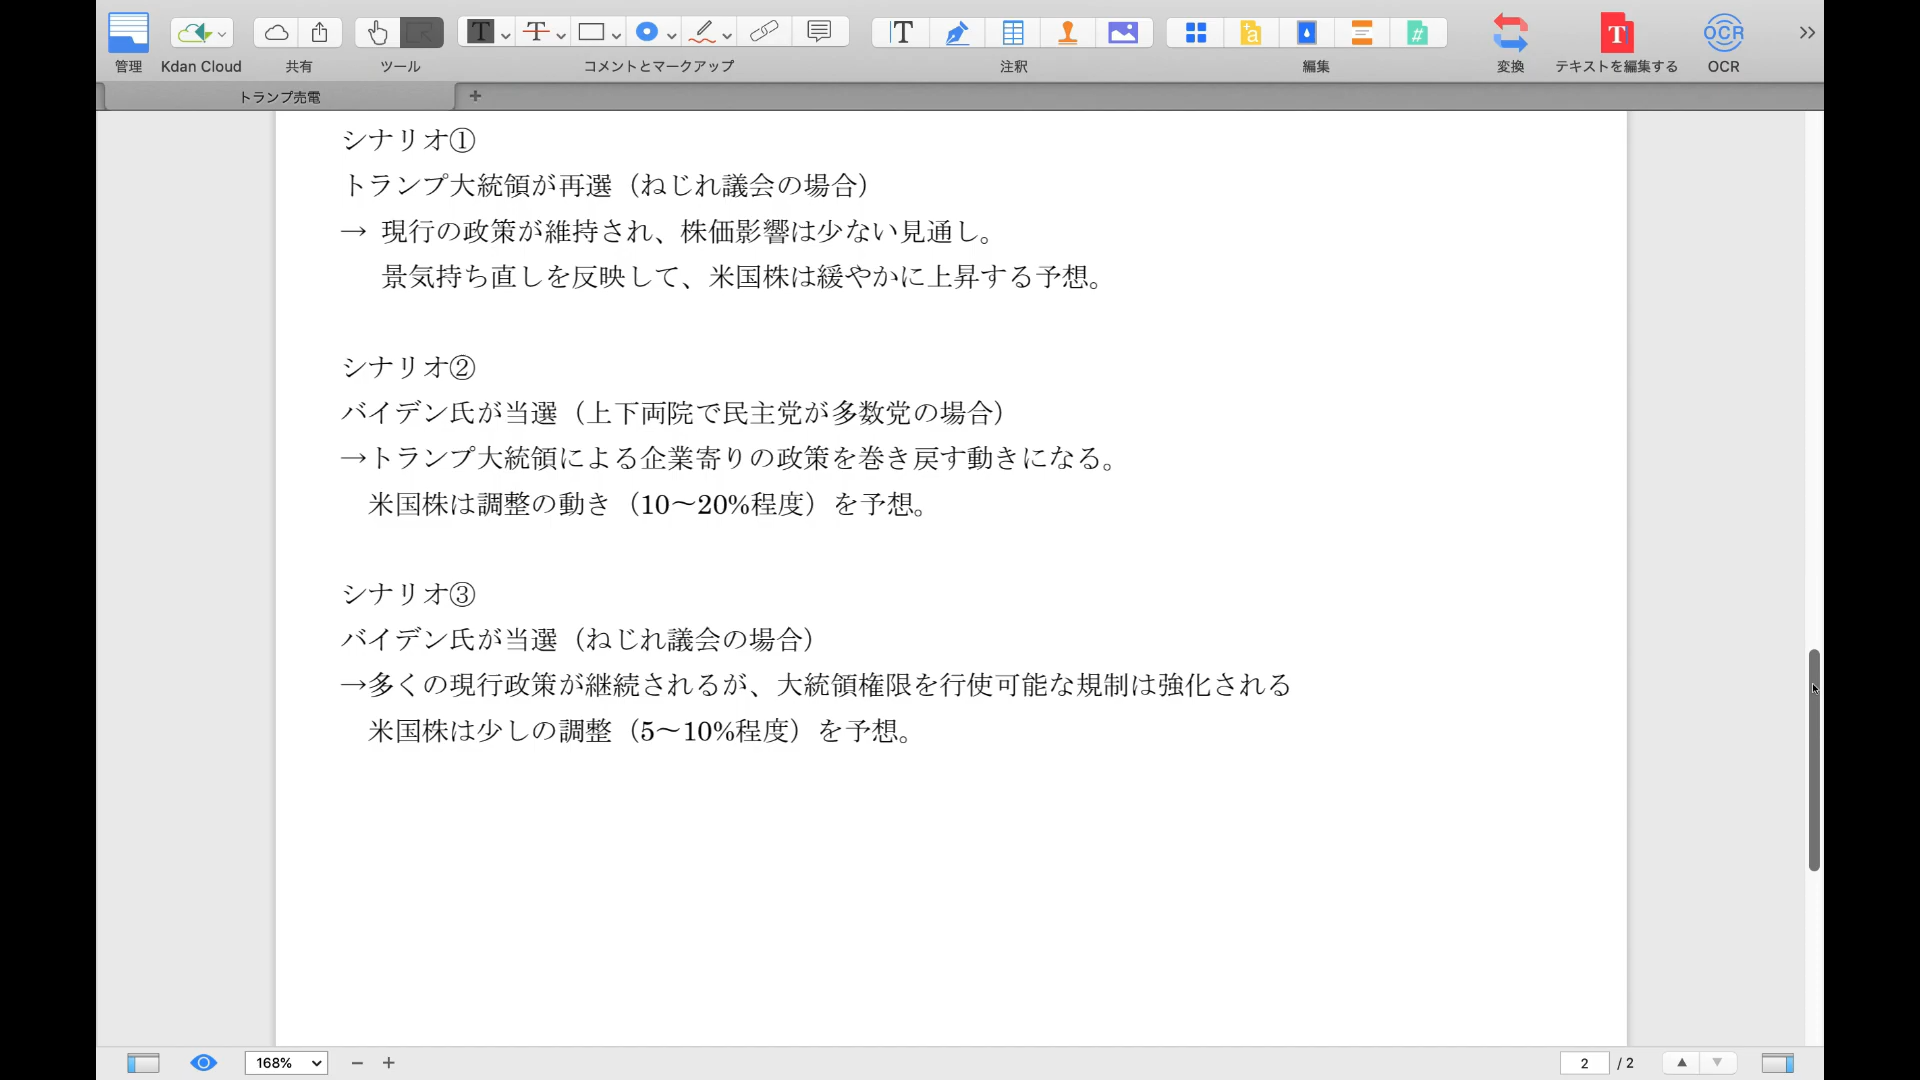 管理
Kdan Cloud
共有
ツール
コメントとマークアップ
注釈
編集
変換
テキストを編集する
OCR
トランプ売電
シナリオ①
トランプ大統領が再選（ねじれ議会の場合）
→ 現行の政策が維持され、株価影響は少ない見通し。
景気持ち直しを反映して、米国株は緩やかに上昇する予想。
シナリオ②
バイデン氏が当選（上下両院で民主党が多数党の場合）
→トランプ大統領による企業寄りの政策を巻き戻す動きになる。
米国株は調整の動き（10〜20%程度）を予想。
シナリオ③
バイデン氏が当選（ねじれ議会の場合）
→多くの現行政策が継続されるが、大統領権限を行使可能な規制は強化される
米国株は少しの調整（5〜10%程度）を予想。
168%
2 / 2